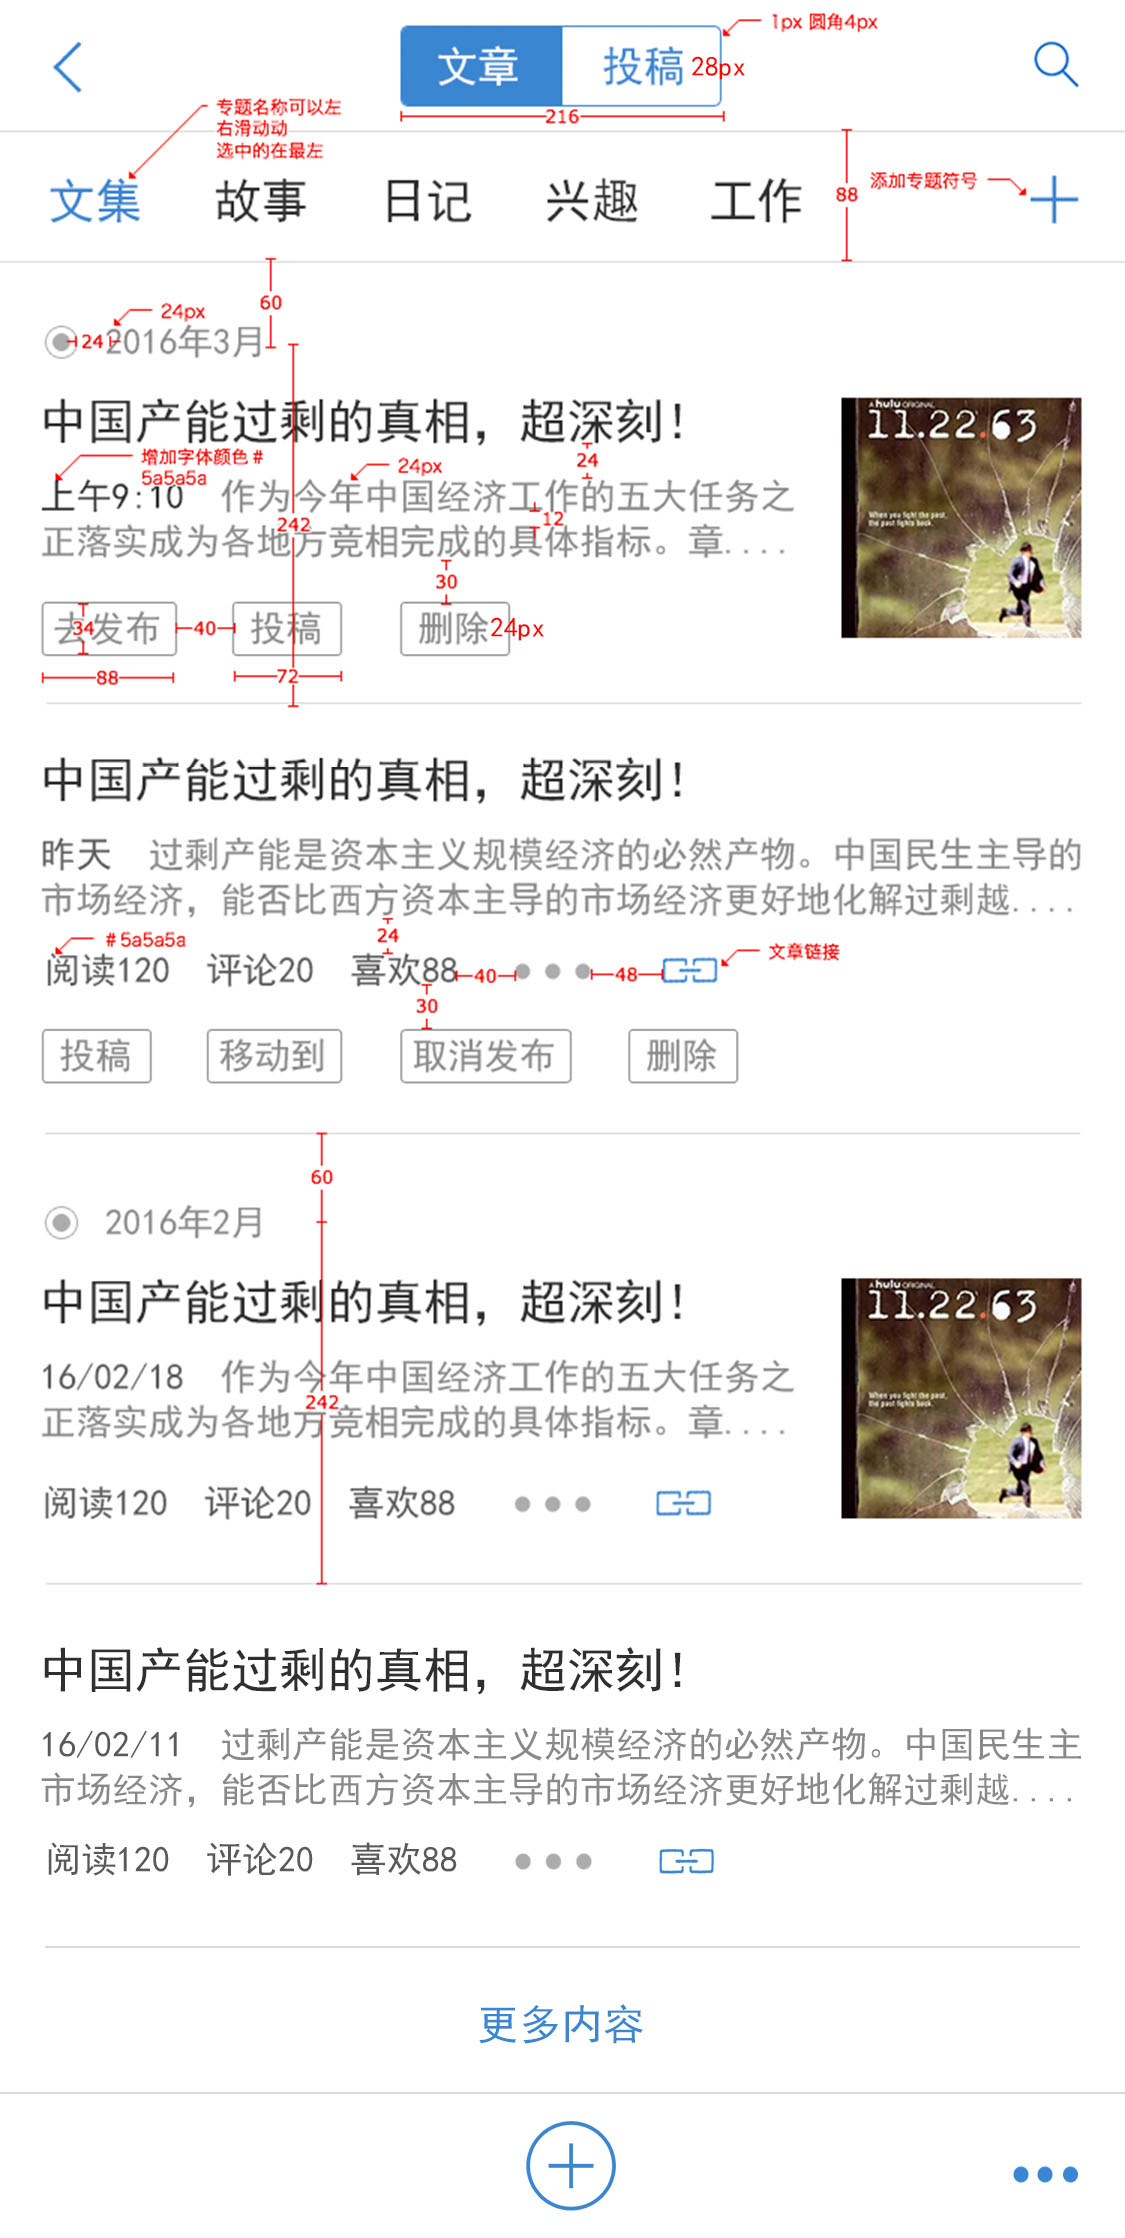 1px 圆角4px
文章 投稿 28px
216
专题名称可以左
右滑动动
选中的在最左
文集 故事 日记 兴趣 工作
88
添加专题符号
60
24px
24 2016年3月
中国产能过剩的真相，超深刻！
增加字体颜色#
5a5a5a
24px
24
上午9:10 作为今年中国经济工作的五大任务之
12
242
正落实成为各地方竞相完成的具体指标。章....
30
去发布 34 40 投稿 删除 24px
88 72
A hulu ORIGINAL
11.22.63
When you fight the past,
the past fights back.
中国产能过剩的真相，超深刻！
昨天 过剩产能是资本主义规模经济的必然产物。中国民生主导的
市场经济，能否比西方资本主导的市场经济更好地化解过剩越....
#5a5a5a
24
文章链接
阅读120 评论20 喜欢88 40 48
30
投稿 移动到 取消发布 删除
60
2016年2月
中国产能过剩的真相，超深刻！
16/02/18 作为今年中国经济工作的五大任务之
242
正落实成为各地方竞相完成的具体指标。章....
阅读120 评论20 喜欢88
A hulu ORIGINAL
11.22.63
When you fight the past,
the past fights back.
中国产能过剩的真相，超深刻！
16/02/11 过剩产能是资本主义规模经济的必然产物。中国民生主
市场经济，能否比西方资本主导的市场经济更好地化解过剩越....
阅读120 评论20 喜欢88
更多内容